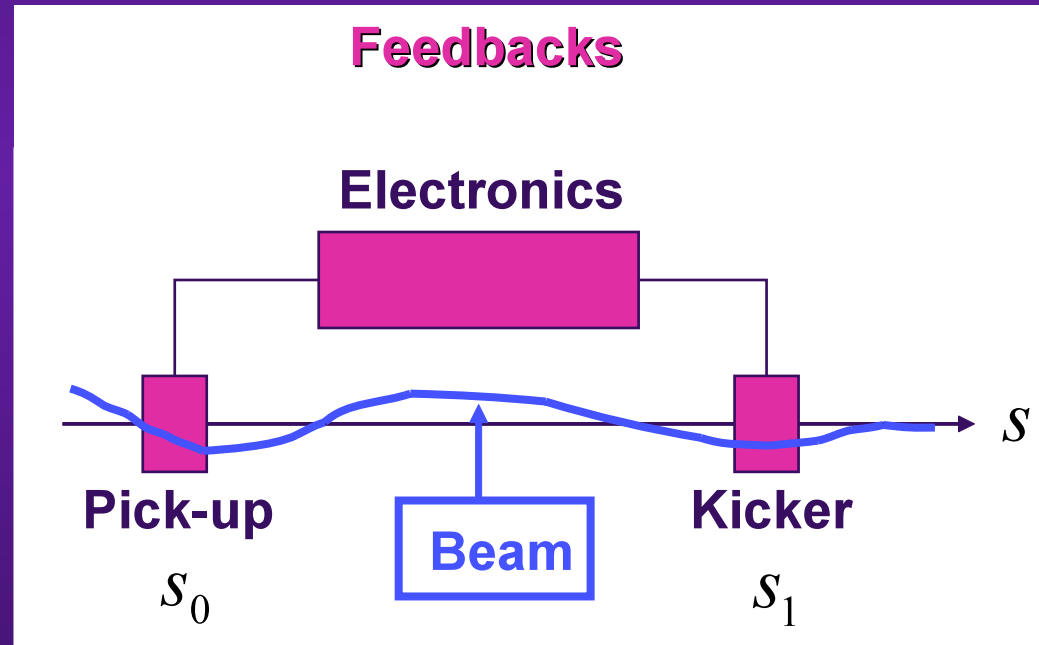 Feedbacks
Electronics
s
Pick-up
Kicker
Beam
s₀
s₁